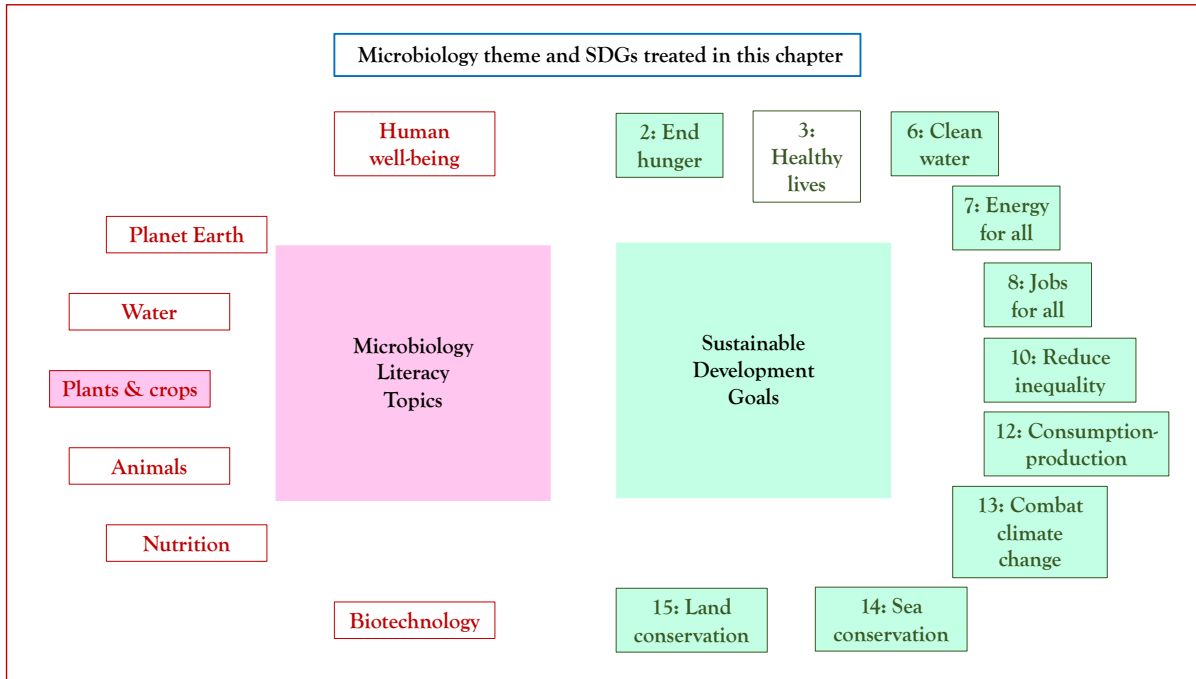 Microbiology theme and SDGs treated in this chapter
Human
well-being
Planet Earth
Water
Plants & crops
Animals
Nutrition
Biotechnology
Microbiology
Literacy
Topics
Sustainable
Development
Goals
2: End
hunger
3:
Healthy
lives
6: Clean
water
7: Energy
for all
8: Jobs
for all
10: Reduce
inequality
12: Consumption-
production
13: Combat
climate
change
14: Sea
conservation
15: Land
conservation